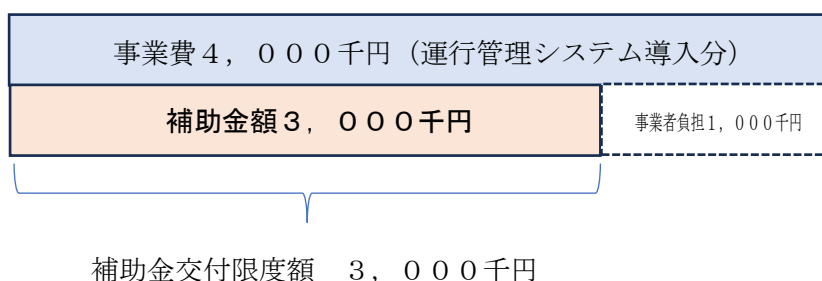 事業費４，０００千円（運行管理システム導入分）
補助金額３，０００千円
事業者負担１，０００千円
補助金交付限度額　３，０００千円